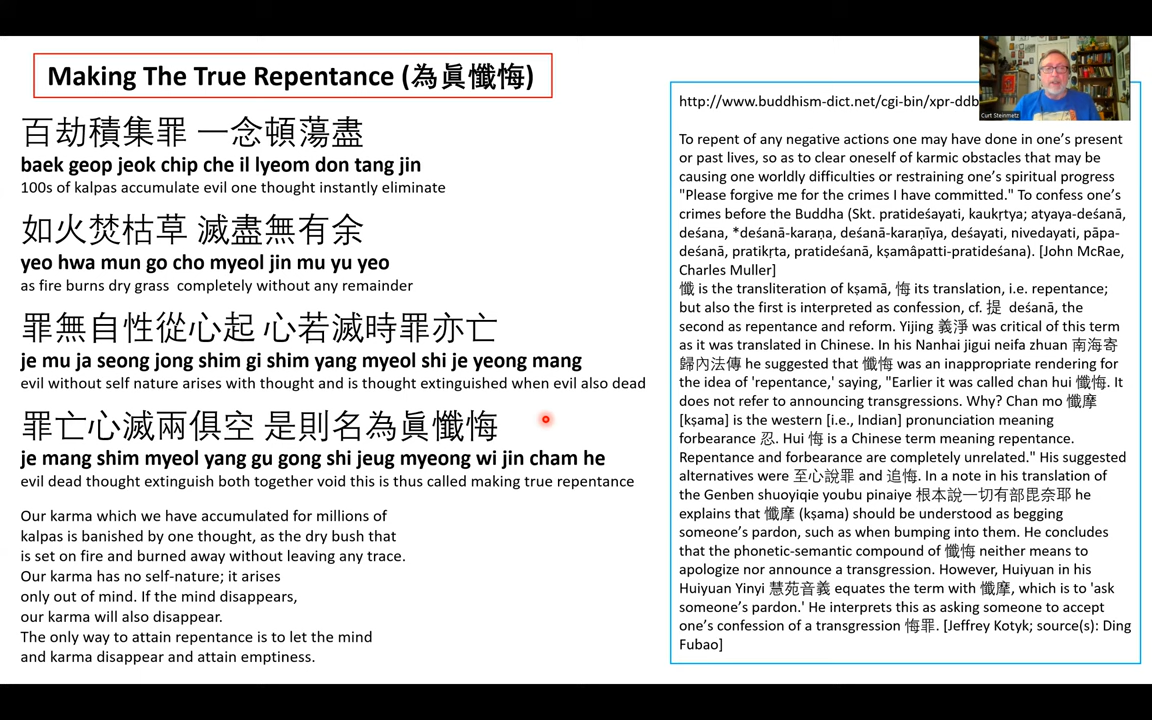 Making The True Repentance (為眞懺悔)
百劫積集罪 一念頓蕩盡
baek geop jeok chip che il lyeom don tang jin
100s of kalpas accumulate evil one thought instantly eliminate
如火焚枯草 滅盡無有余
yeo hwa mun go cho myeol jin mu yu yeo
as fire burns dry grass completely without any remainder
罪無自性從心起 心若滅時罪亦亡
je mu ja seong jong shim gi shim yang myeol shi je yeong mang
evil without self nature arises with thought and is thought extinguished when evil also dead
罪亡心滅兩俱空 是則名為眞懺悔
je mang shim myeol yang gu gong shi jeug myeong wi jin cham he
evil dead thought extinguish both together void this is thus called making true repentance
Our karma which we have accumulated for millions of
kalpas is banished by one thought, as the dry bush that
is set on fire and burned away without leaving any trace.
Our karma has no self-nature; it arises
only out of mind. If the mind disappears,
our karma will also disappear.
The only way to attain repentance is to let the mind
and karma disappear and attain emptiness.
http://www.buddhism-dict.net/cgi-bin/xpr-ddb
Curt Steinmetz
To repent of any negative actions one may have done in one’s present
or past lives, so as to clear oneself of karmic obstacles that may be
causing one worldly difficulties or restraining one’s spiritual progress
"Please forgive me for the crimes I have committed." To confess one’s
crimes before the Buddha (Skt. pratideśayati, kaukṛtya; atyaya-deśanā,
deśana, *deśanā-karaṇa, deśanā-karaṇīya, deśayati, nivedayati, pāpa-
deśanā, pratikṛta, pratideśanā, kṣamâpatti-pratideśana). [John McRae,
Charles Muller]
懺 is the transliteration of kṣamā, 悔 its translation, i.e. repentance;
but also the first is interpreted as confession, cf. 提 deśanā, the
second as repentance and reform. Yijing 義淨 was critical of this term
as it was translated in Chinese. In his Nanhai jigui neifa zhuan 南海寄
歸內法傳 he suggested that 懺悔 was an inappropriate rendering for
the idea of 'repentance,' saying, "Earlier it was called chan hui 懺悔. It
does not refer to announcing transgressions. Why? Chan mo 懺摩
[kṣama] is the western [i.e., Indian] pronunciation meaning
forbearance 忍. Hui 悔 is a Chinese term meaning repentance.
Repentance and forbearance are completely unrelated." His suggested
alternatives were 至心說罪 and 追悔. In a note in his translation of
the Genben shuoyiqie youbu pinaiye 根本說一切有部毘奈耶 he
explains that 懺摩 (kṣama) should be understood as begging
someone’s pardon, such as when bumping into them. He concludes
that the phonetic-semantic compound of 懺悔 neither means to
apologize nor announce a transgression. However, Huiyuan in his
Huiyuan Yinyi 慧苑音義 equates the term with 懺摩, which is to 'ask
someone’s pardon.' He interprets this as asking someone to accept
one’s confession of a transgression 悔罪. [Jeffrey Kotyk; source(s): Ding
Fubao]